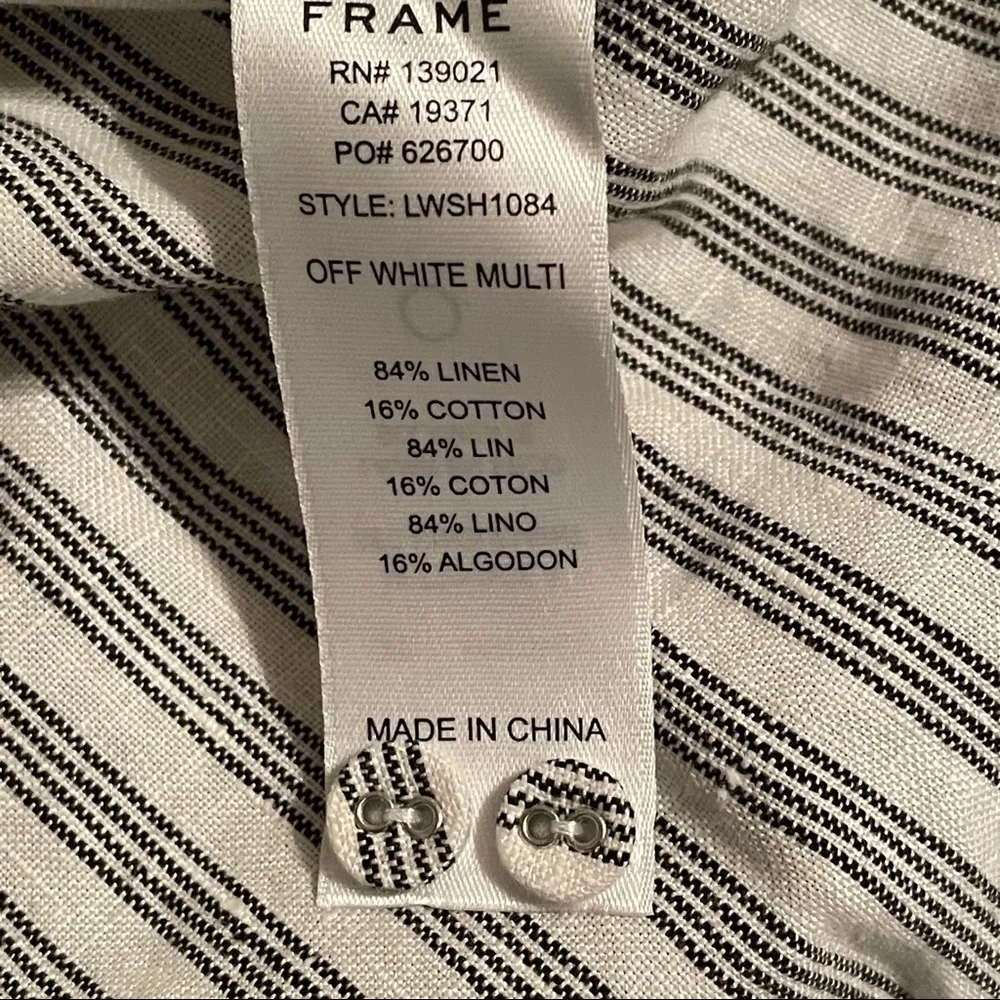 FRAME
RN# 139021
CA# 19371
PO# 626700
STYLE: LWSH1084
OFF WHITE MULTI
84% LINEN
16% COTTON
84% LIN
16% COTON
84% LINO
16% ALGODON
MADE IN CHINA